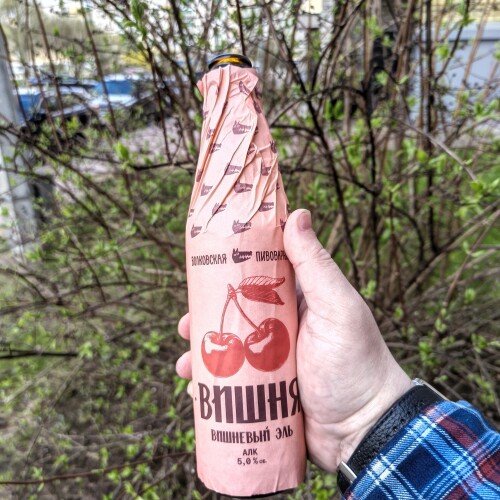 ВОЛКОВСКАЯ ПИВОВАРНЯ
ВИШНЯ
ВИШНЕВЫЙ ЭЛЬ
АЛК
5,0% об.